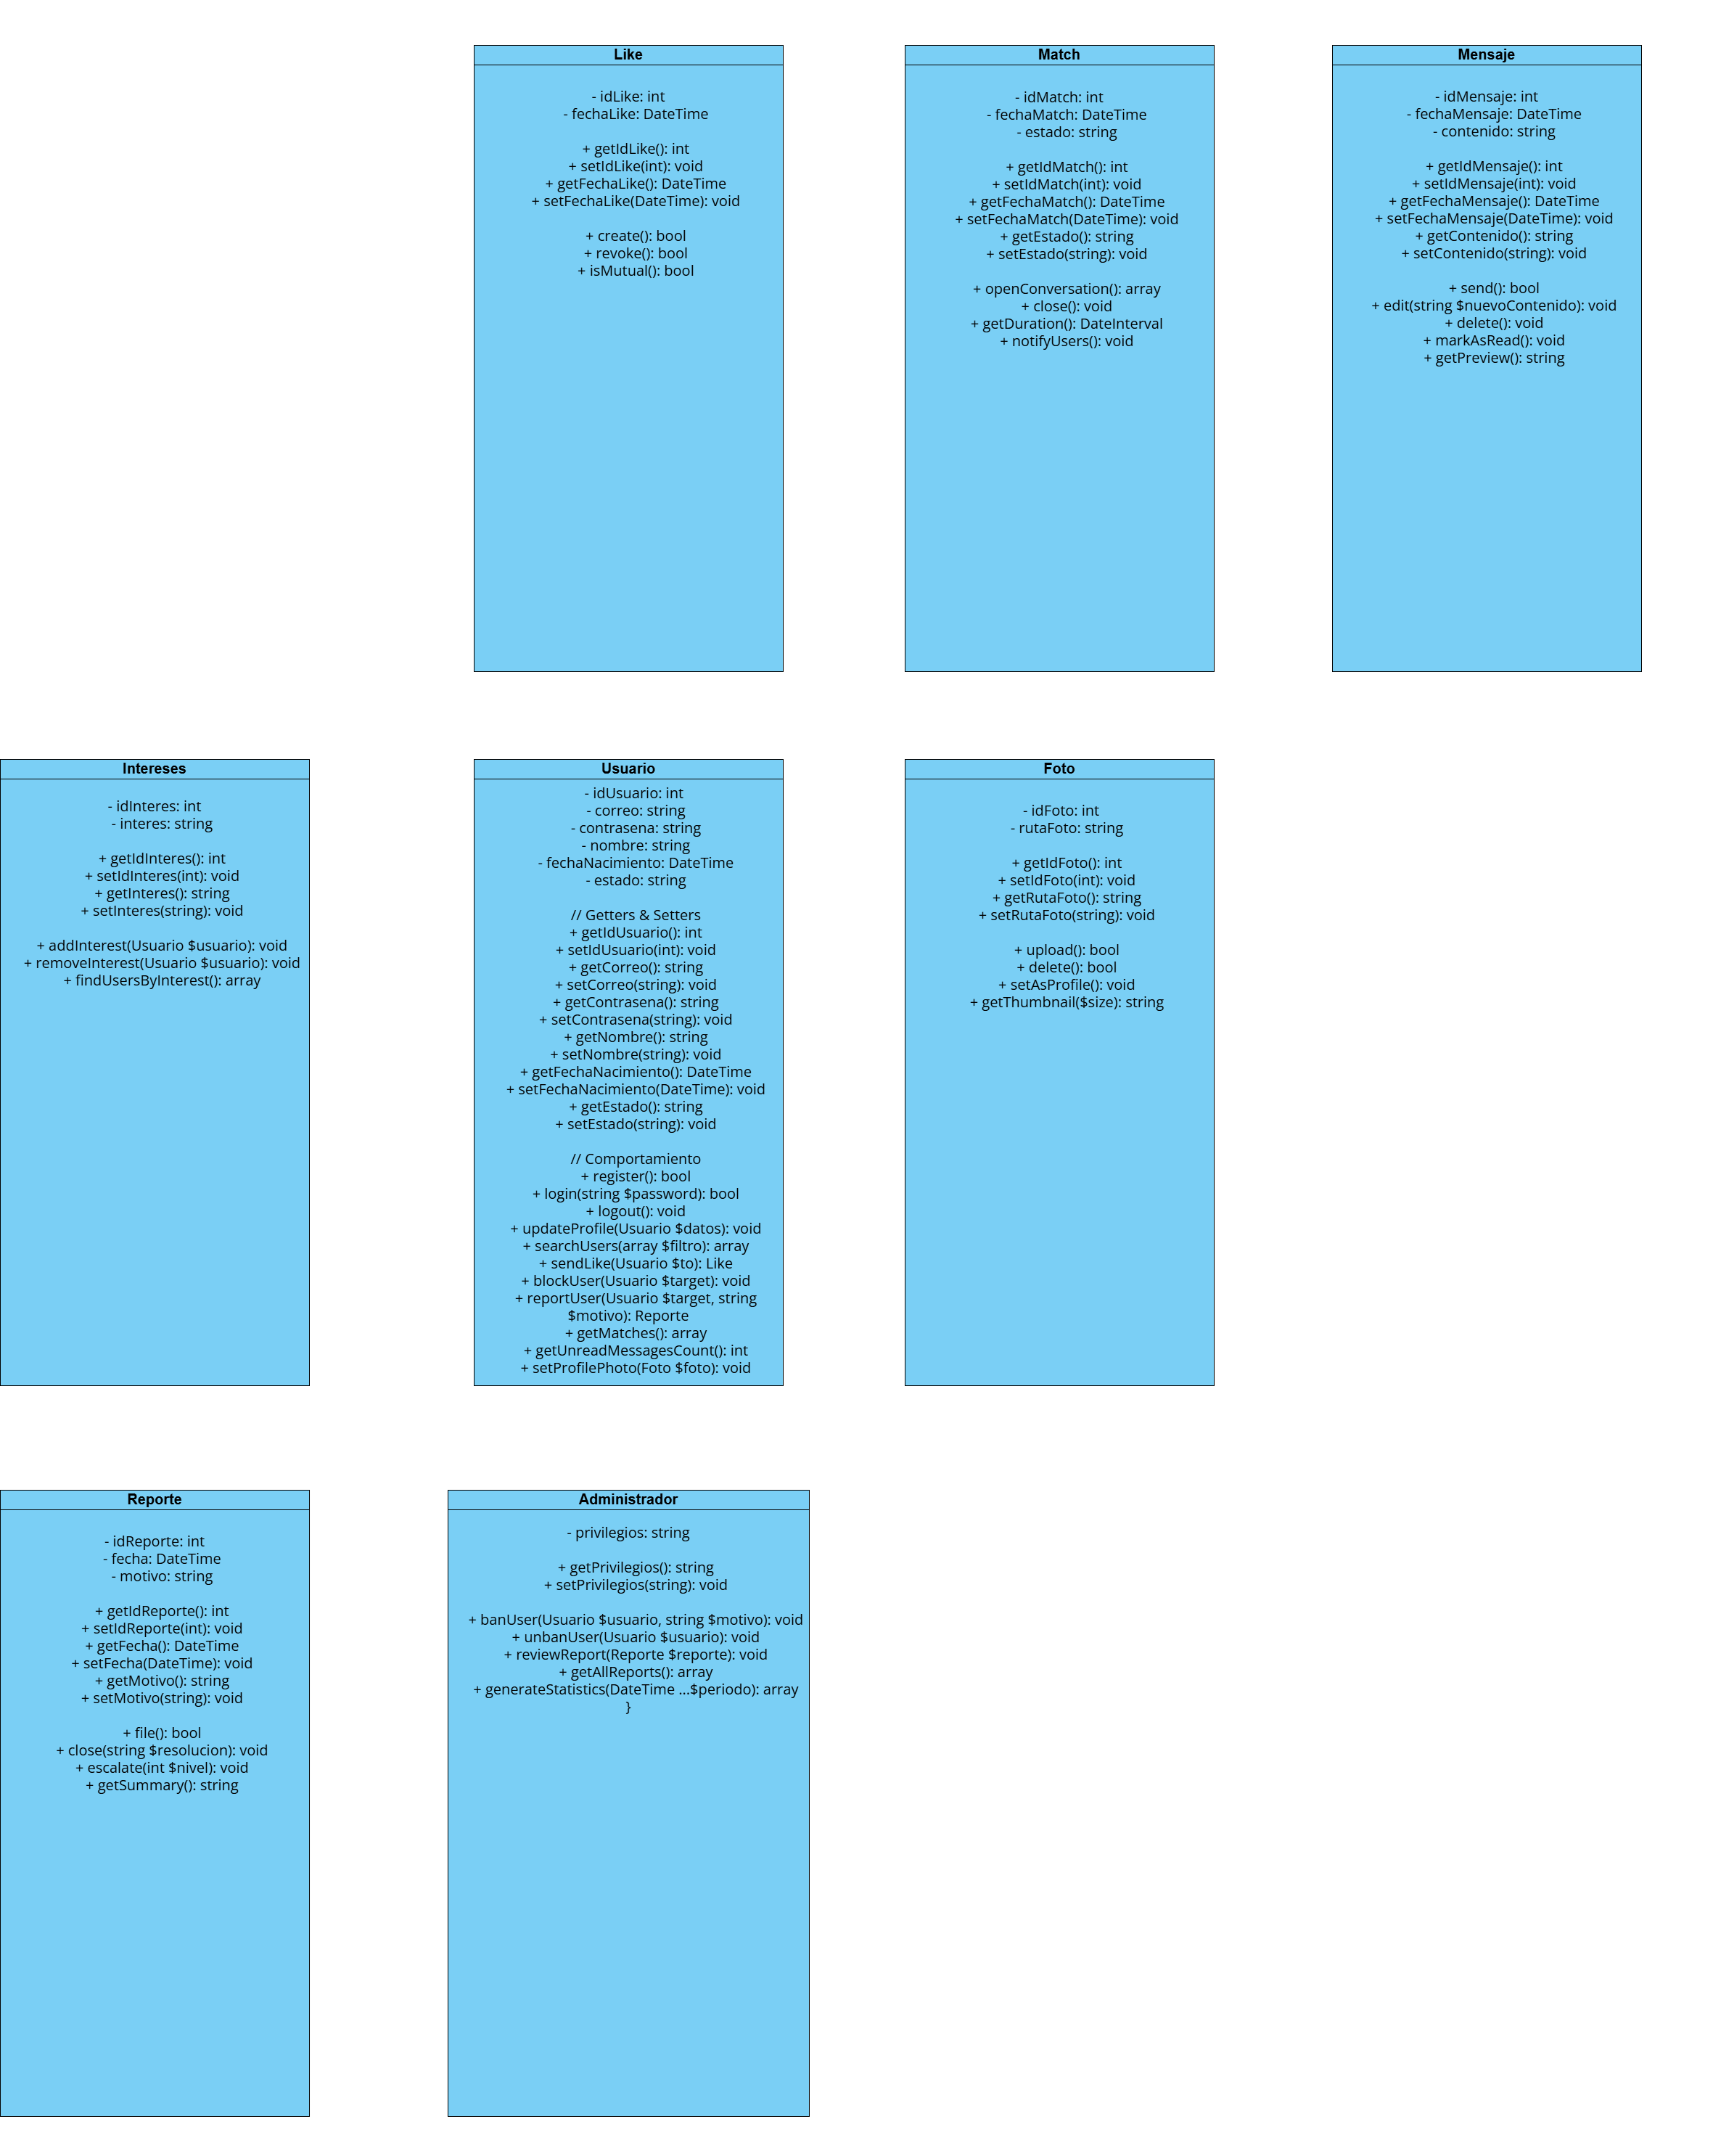 Like
- idLike: int
- fechaLike: DateTime
+ getIdLike(): int
+ setIdLike(int): void
+ getFechaLike(): DateTime
+ setFechaLike(DateTime): void
+ create(): bool
+ revoke(): bool
+ isMutual(): bool
Match
- idMatch: int
- fechaMatch: DateTime
- estado: string
+ getIdMatch(): int
+ setIdMatch(int): void
+ getFechaMatch(): DateTime
+ setFechaMatch(DateTime): void
+ getEstado(): string
+ setEstado(string): void
+ openConversation(): array
+ close(): void
+ getDuration(): DateInterval
+ notifyUsers(): void
Mensaje
- idMensaje: int
- fechaMensaje: DateTime
- contenido: string
+ getIdMensaje(): int
+ setIdMensaje(int): void
+ getFechaMensaje(): DateTime
+ setFechaMensaje(DateTime): void
+ getContenido(): string
+ setContenido(string): void
+ send(): bool
+ edit(string $nuevoContenido): void
+ delete(): void
+ markAsRead(): void
+ getPreview(): string
Intereses
- idInteres: int
- interes: string
+ getIdInteres(): int
+ setIdInteres(int): void
+ getInteres(): string
+ setInteres(string): void
+ addInterest(Usuario $usuario): void
+ removeInterest(Usuario $usuario): void
+ findUsersByInterest(): array
Usuario
- idUsuario: int
- correo: string
- contrasena: string
- nombre: string
- fechaNacimiento: DateTime
- estado: string
// Getters & Setters
+ getIdUsuario(): int
+ setIdUsuario(int): void
+ getCorreo(): string
+ setCorreo(string): void
+ getContrasena(): string
+ setContrasena(string): void
+ getNombre(): string
+ setNombre(string): void
+ getFechaNacimiento(): DateTime
+ setFechaNacimiento(DateTime): void
+ getEstado(): string
+ setEstado(string): void
// Comportamiento
+ register(): bool
+ login(string $password): bool
+ logout(): void
+ updateProfile(Usuario $datos): void
+ searchUsers(array $filtro): array
+ sendLike(Usuario $to): Like
+ blockUser(Usuario $target): void
+ reportUser(Usuario $target, string
$motivo): Reporte
+ getMatches(): array
+ getUnreadMessagesCount(): int
+ setProfilePhoto(Foto $foto): void
Foto
- idFoto: int
- rutaFoto: string
+ getIdFoto(): int
+ setIdFoto(int): void
+ getRutaFoto(): string
+ setRutaFoto(string): void
+ upload(): bool
+ delete(): bool
+ setAsProfile(): void
+ getThumbnail($size): string
Reporte
- idReporte: int
- fecha: DateTime
- motivo: string
+ getIdReporte(): int
+ setIdReporte(int): void
+ getFecha(): DateTime
+ setFecha(DateTime): void
+ getMotivo(): string
+ setMotivo(string): void
+ file(): bool
+ close(string $resolucion): void
+ escalate(int $nivel): void
+ getSummary(): string
Administrador
- privilegios: string
+ getPrivilegios(): string
+ setPrivilegios(string): void
+ banUser(Usuario $usuario, string $motivo): void
+ unbanUser(Usuario $usuario): void
+ reviewReport(Reporte $reporte): void
+ getAllReports(): array
+ generateStatistics(DateTime ...$periodo): array
}